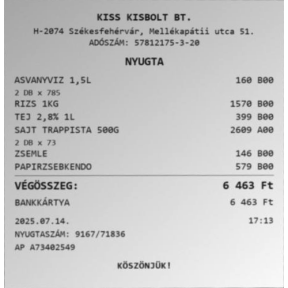 KISS KISBOLT BT.
H-2074 Székesfehérvár, Mellékapátii utca 51.
ADÓSZÁM: 57812175-3-20
NYUGTA
ASVANYVIZ 1,5L 160 B00
2 DB x 785
RIZS 1KG 1570 B00
TEJ 2,8% 1L 399 B00
SAJT TRAPPISTA 500G 2609 A00
2 DB x 73
ZSEMLE 146 B00
PAPIRZSEBKENDO 579 B00
VÉGÖSSZEG: 6 463 Ft
BANKKÁRTYA 6 463 Ft
2025.07.14. 17:13
NYUGTASZÁM: 9167/71836
AP A73402549
KÖSZÖNJÜK!